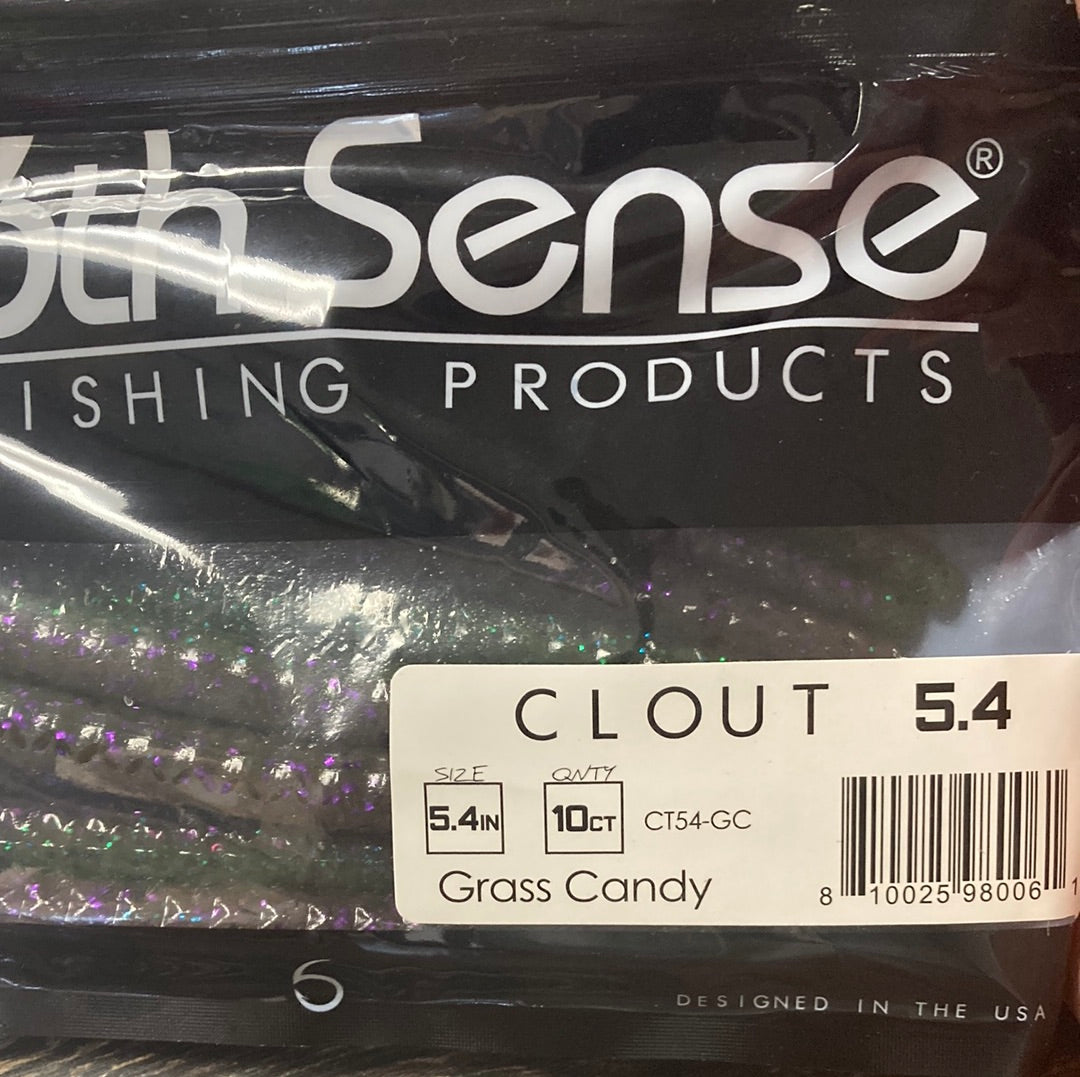 6th Sense®
ISHING PRODUCTS
CLOUT 5.4
SIZE QNTY
5.4IN 10CT CT54-GC
Grass Candy
8 10025 98006 1
6
DESIGNED IN THE USA